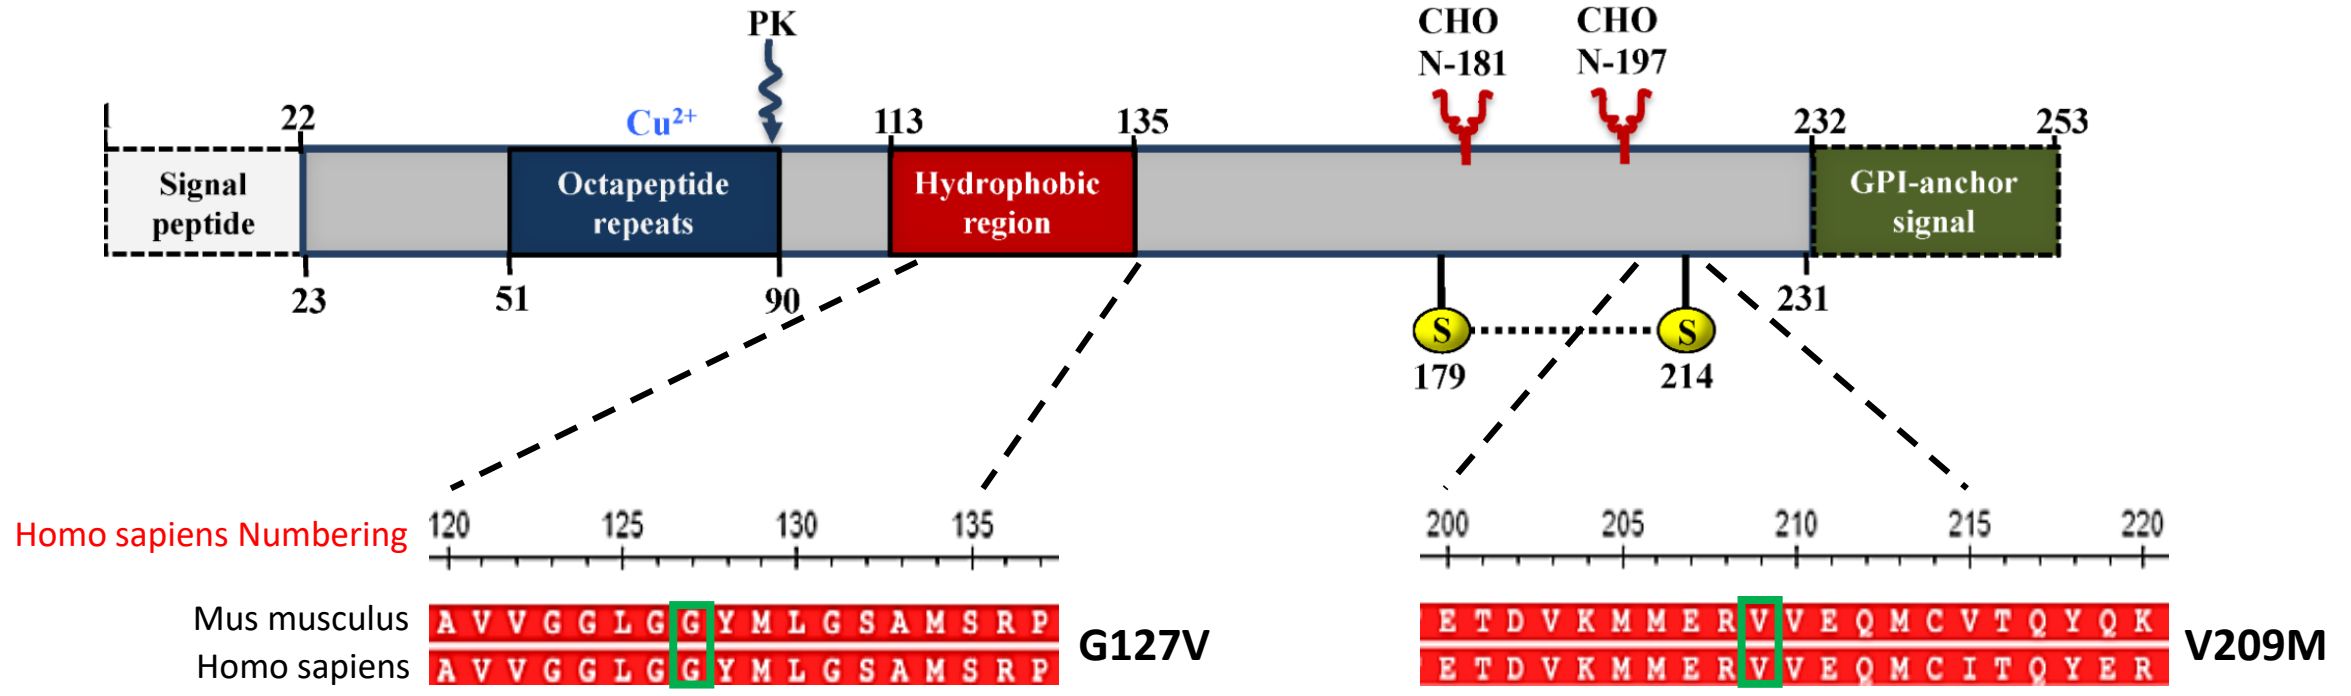 PK
CHO
N-181
CHO
N-197
22
Cu²⁺
113
135
232
253
Signal
peptide
Octapeptide
repeats
Hydrophobic
region
GPI-anchor
signal
23
51
90
231
S
S
179
214
Homo sapiens Numbering
120 125 130 135
200 205 210 215 220
Mus musculus
A V V G G L G G Y M L G S A M S R P
E T D V K M M E R V V E Q M C V T Q Y Q K
Homo sapiens
A V V G G L G G Y M L G S A M S R P
E T D V K M M E R V V E Q M C I T Q Y E R
G127V
V209M